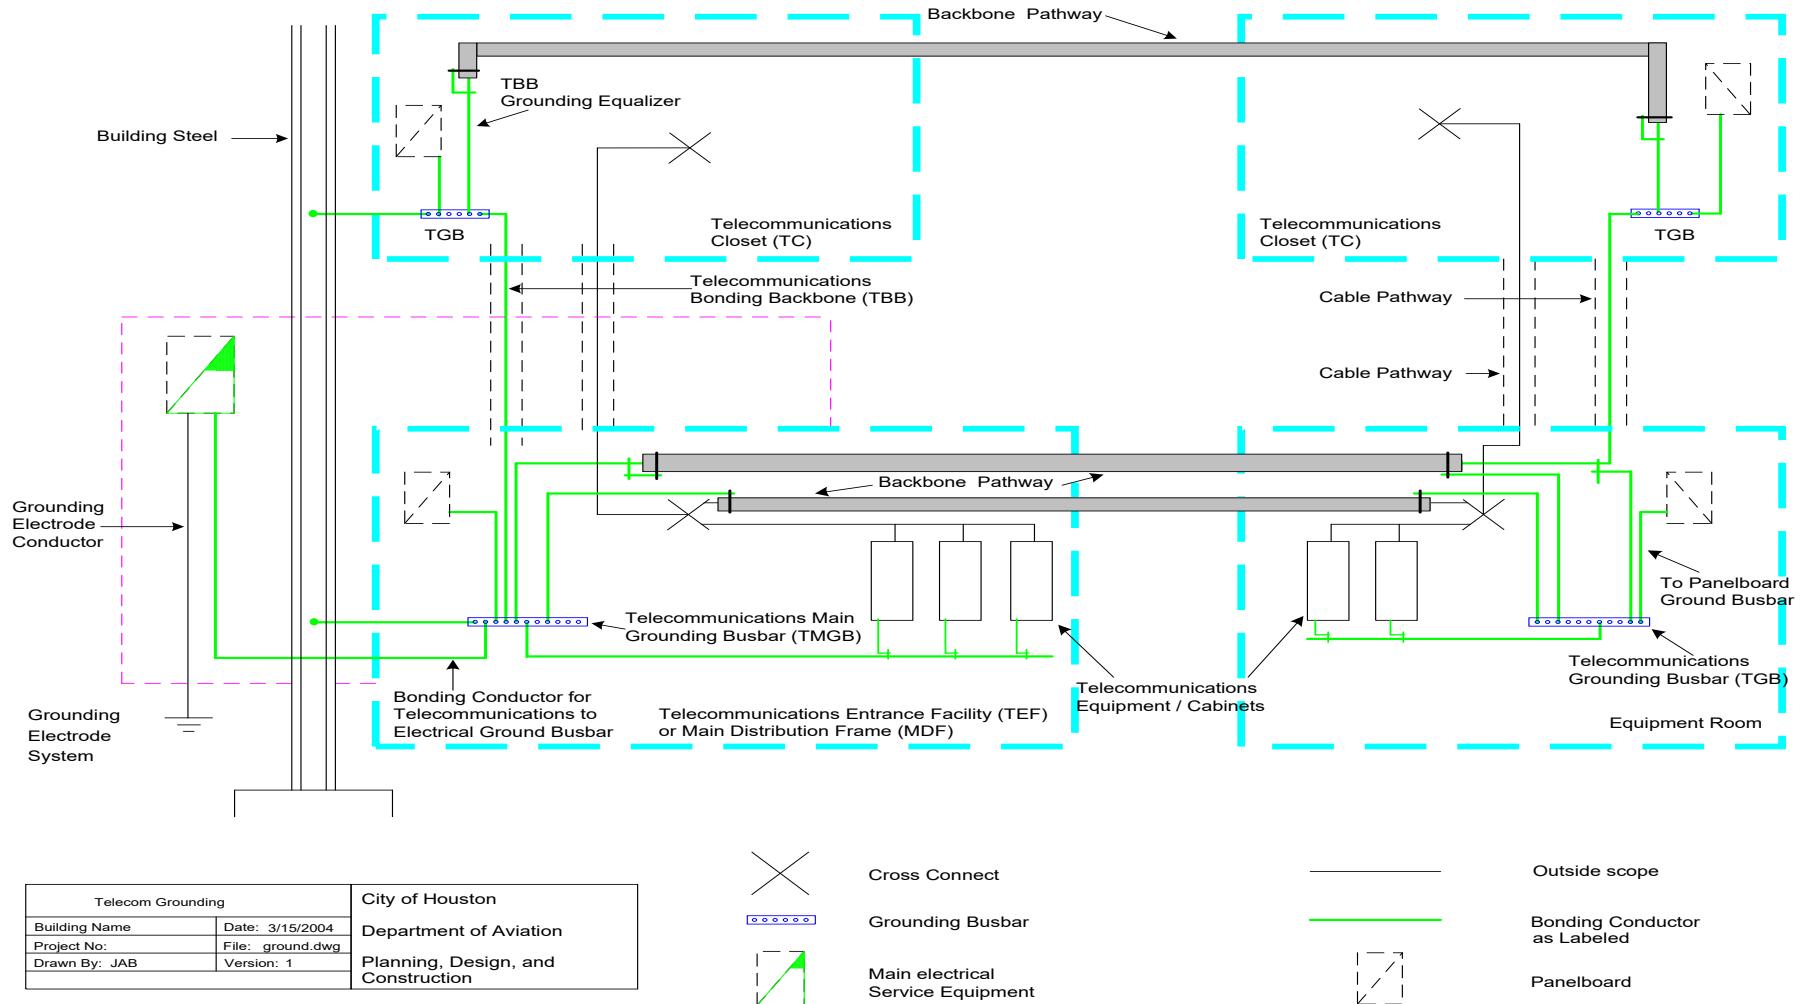 Backbone  Pathway
TBB
Grounding Equalizer
Building Steel
TGB
Telecommunications
Closet (TC)
Telecommunications
Closet (TC)
TGB
Telecommunications
Bonding Backbone (TBB)
Cable Pathway
Cable Pathway
Backbone  Pathway
Grounding
Electrode
Conductor
To Panelboard
Ground Busbar
Telecommunications Main
Grounding Busbar (TMGB)
Telecommunications
Grounding Busbar (TGB)
Bonding Conductor for
Telecommunications to
Electrical Ground Busbar
Telecommunications Entrance Facility (TEF)
or Main Distribution Frame (MDF)
Telecommunications
Equipment / Cabinets
Equipment Room
Grounding
Electrode
System
Telecom Grounding
Building Name
Date: 3/15/2004
Project No:
File: ground.dwg
Drawn By: JAB
Version: 1
City of Houston
Department of Aviation
Planning, Design, and
Construction
Cross Connect
Grounding Busbar
Main electrical
Service Equipment
Outside scope
Bonding Conductor
as Labeled
Panelboard